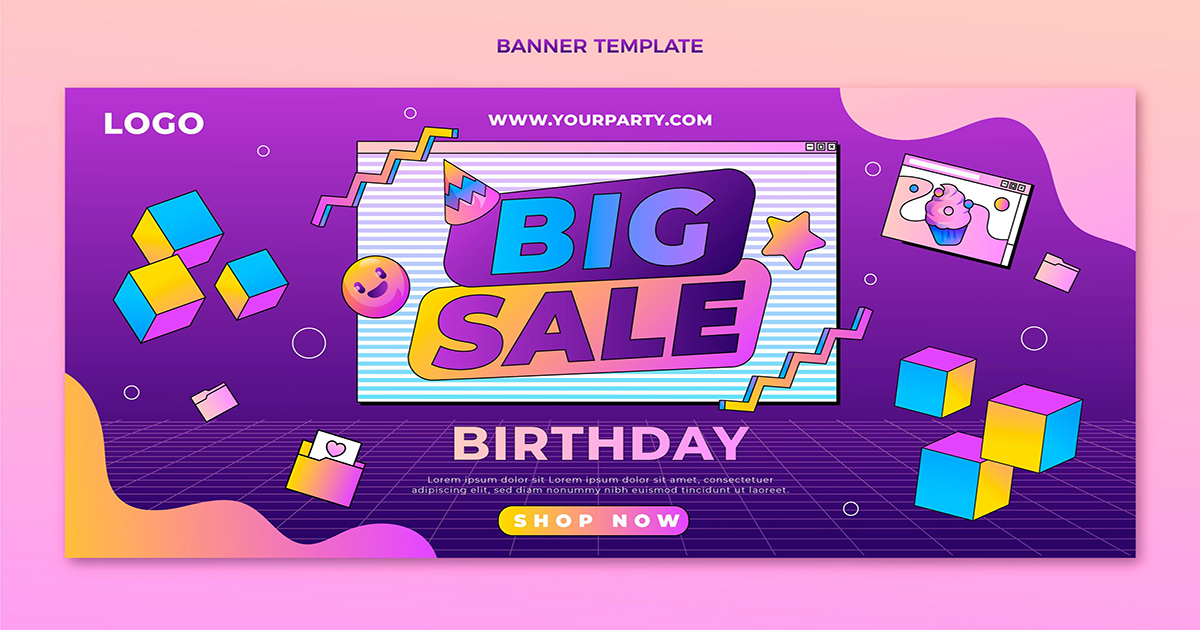 BANNER TEMPLATE
LOGO
WWW.YOURPARTY.COM
BIG
SALE
BIRTHDAY
Lorem ipsum dolor sit Lorem ipsum dolor sit amet, consectetuer
adipiscing elit, sed diam nonummy nibh euismod tincidunt ut laoreet.
SHOP NOW